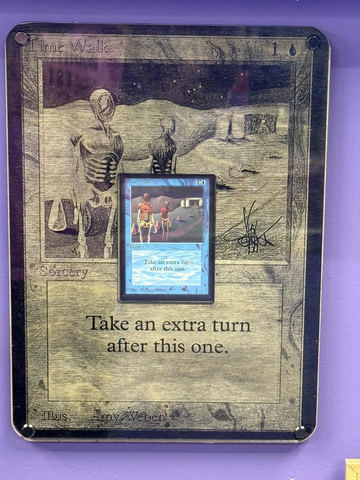 Time Walk
1
Sorcery
Take an extra turn
after this one.
Take an extra turn
after this one.
Illus. Amy Weber